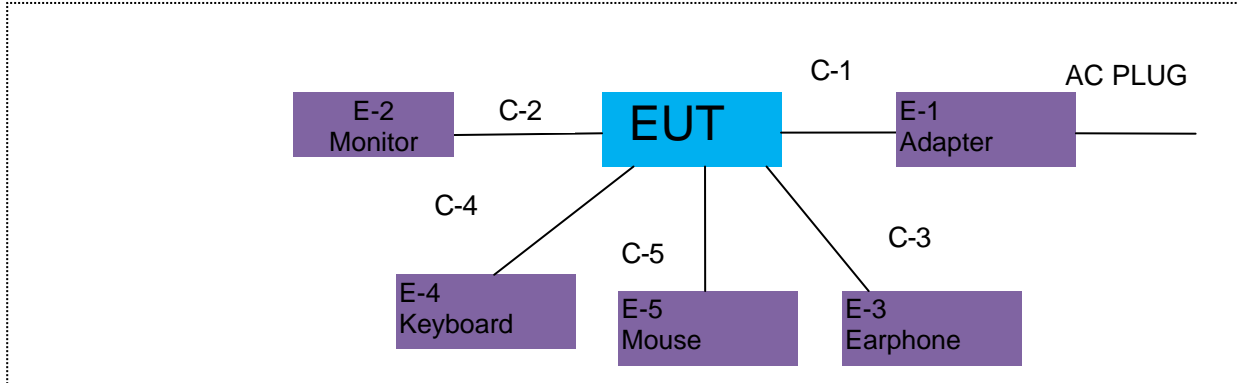 C-1
AC PLUG
E-2
Monitor
C-2
EUT
E-1
Adapter
C-4
C-5
C-3
E-4
Keyboard
E-5
Mouse
E-3
Earphone